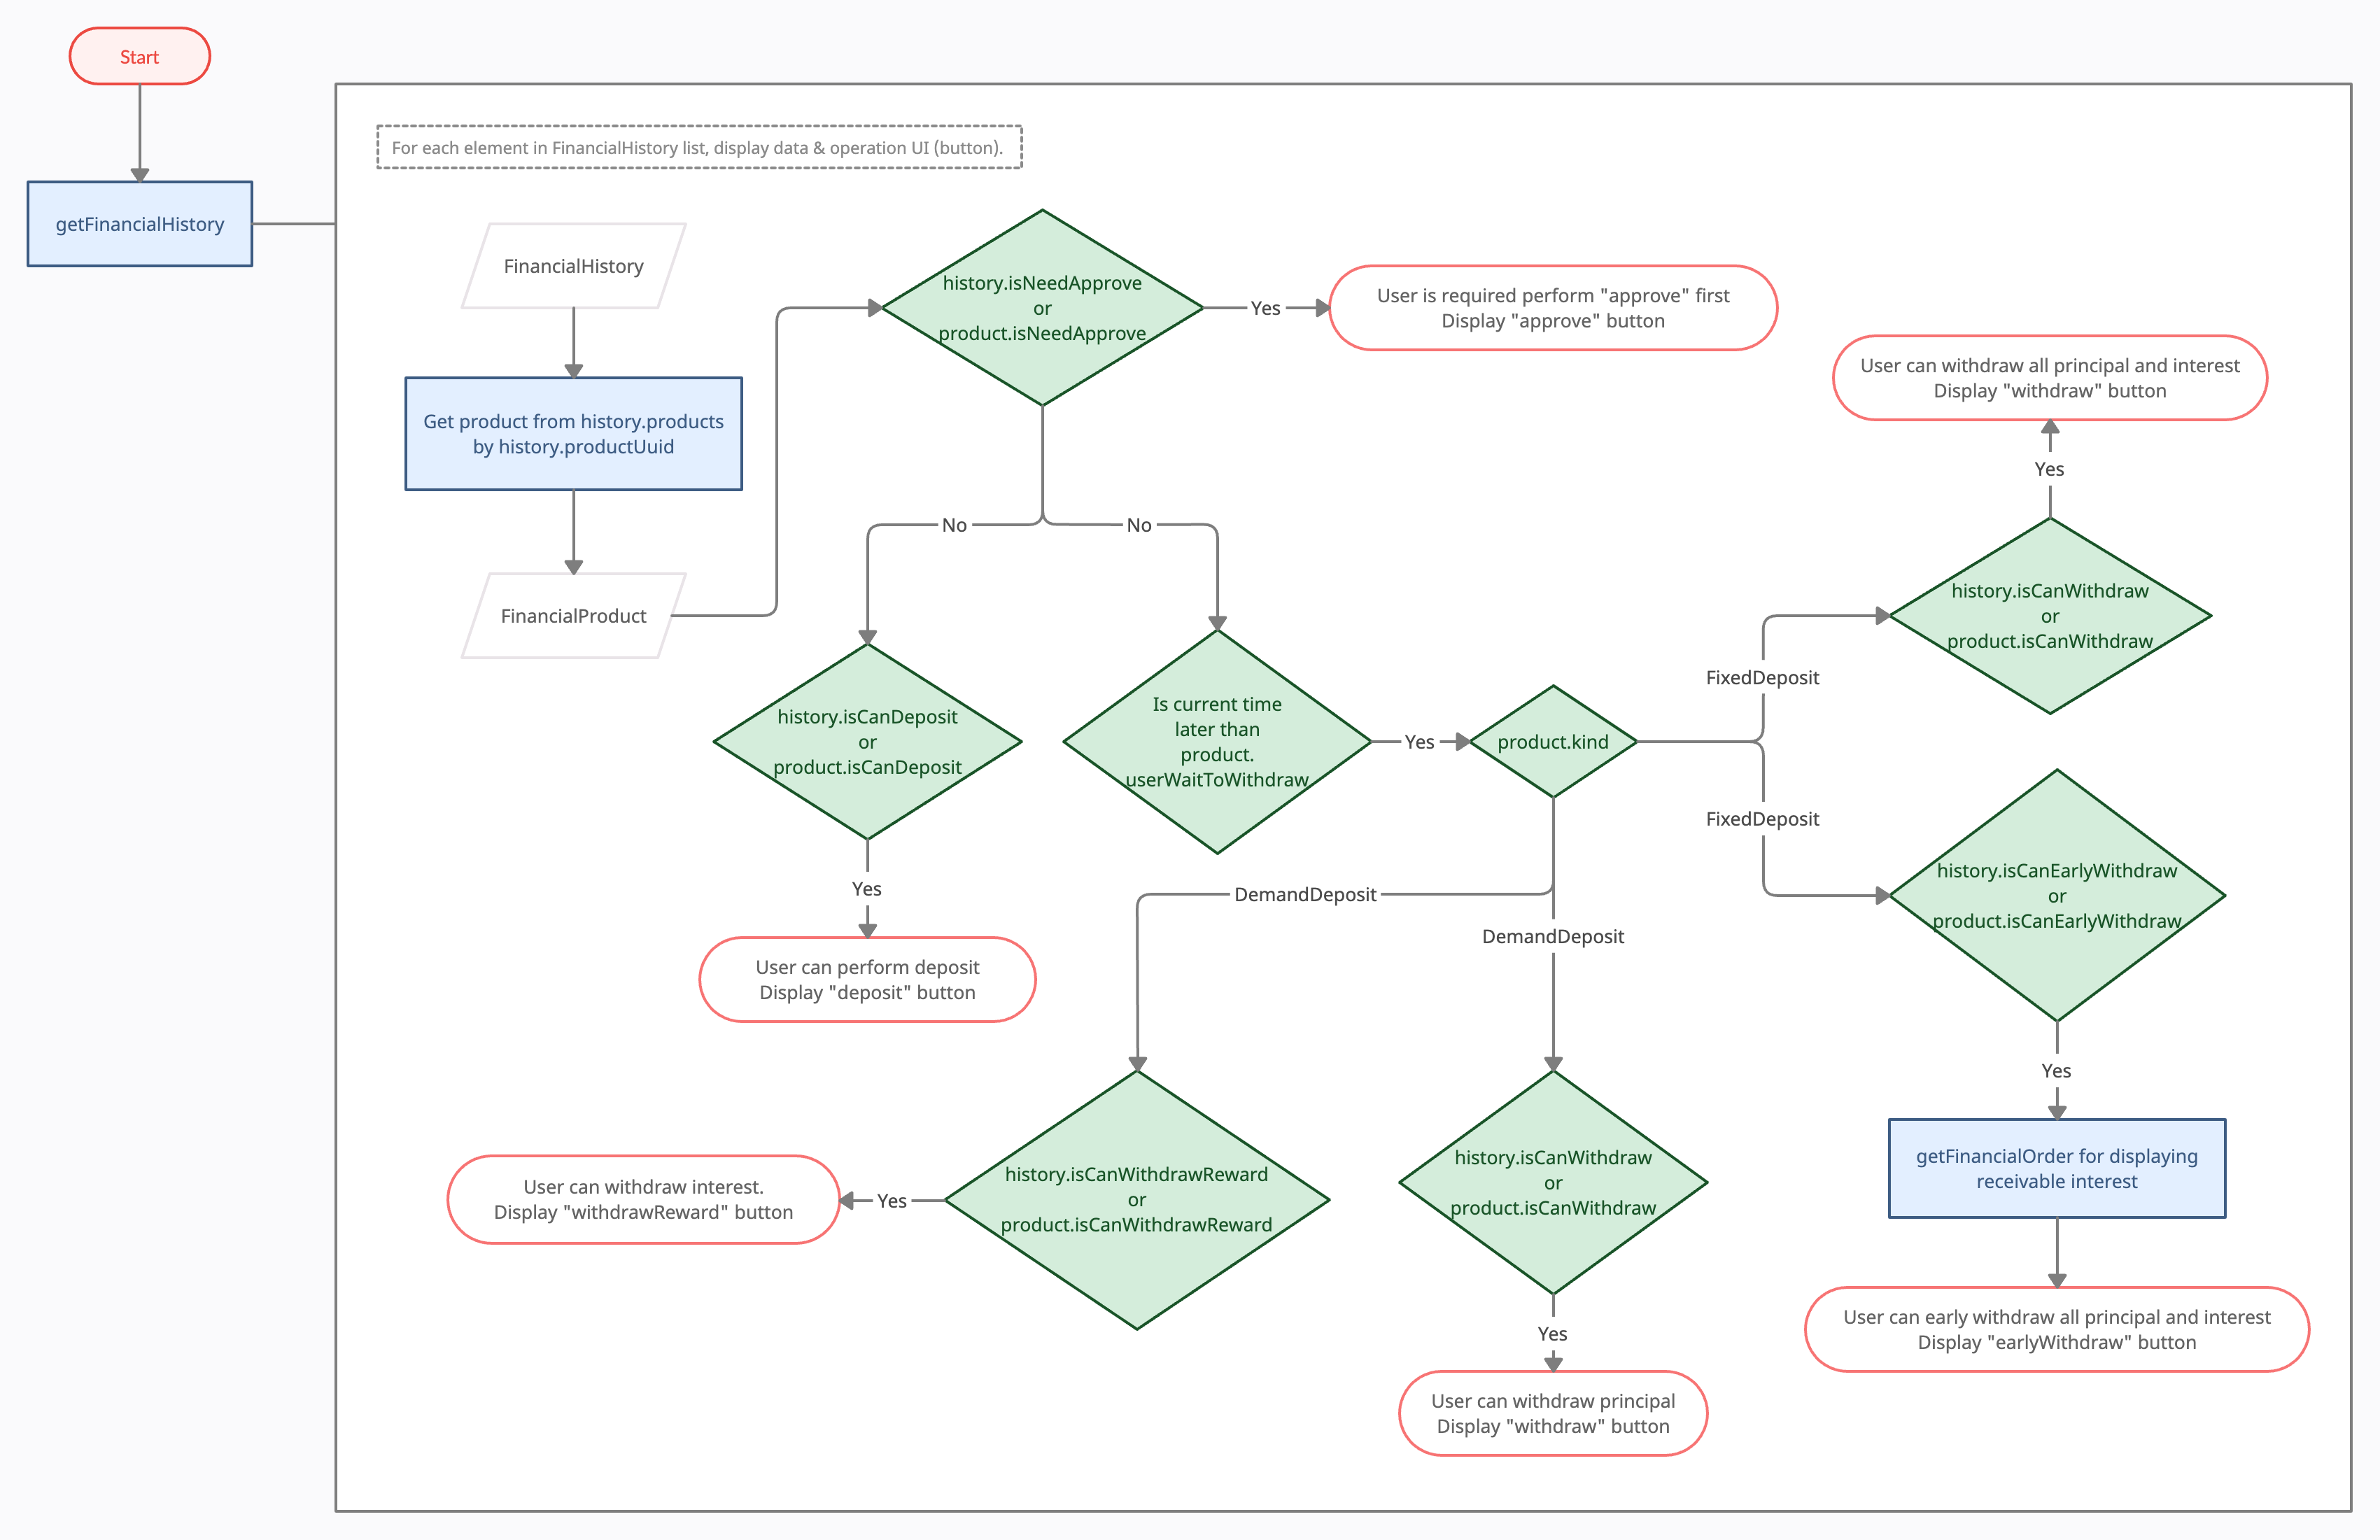 Start
getFinancialHistory
For each element in FinancialHistory list, display data & operation UI (button).
FinancialHistory
Get product from history.products
by history.productUuid
FinancialProduct
history.isNeedApprove
or
product.isNeedApprove
Yes
User is required perform "approve" first
Display "approve" button
No
No
history.isCanDeposit
or
product.isCanDeposit
Yes
User can perform deposit
Display "deposit" button
Is current time
later than
product.
userWaitToWithdraw
Yes
product.kind
FixedDeposit
history.isCanWithdraw
or
product.isCanWithdraw
Yes
User can withdraw all principal and interest
Display "withdraw" button
FixedDeposit
history.isCanEarlyWithdraw
or
product.isCanEarlyWithdraw
Yes
getFinancialOrder for displaying
receivable interest
User can early withdraw all principal and interest
Display "earlyWithdraw" button
DemandDeposit
history.isCanWithdrawReward
or
product.isCanWithdrawReward
Yes
User can withdraw interest.
Display "withdrawReward" button
DemandDeposit
history.isCanWithdraw
or
product.isCanWithdraw
Yes
User can withdraw principal
Display "withdraw" button